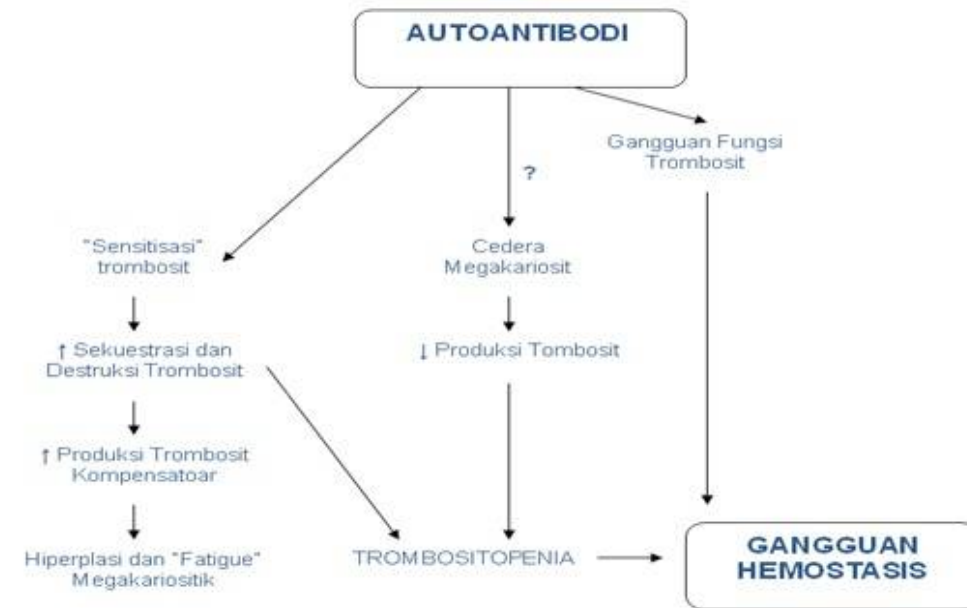 AUTOANTIBODI
Gangguan Fungsi
Trombosit
?
"Sensitisasi"
trombosit
Cedera
Megakariosit
↑ Sekuestrasi dan
Destruksi Trombosit
↓ Produksi Tombosit
↑ Produksi Trombosit
Kompensatoar
Hiperplasi dan "Fatigue"
Megakariositik
TROMBOSITOPENIA
GANGGUAN
HEMOSTASIS